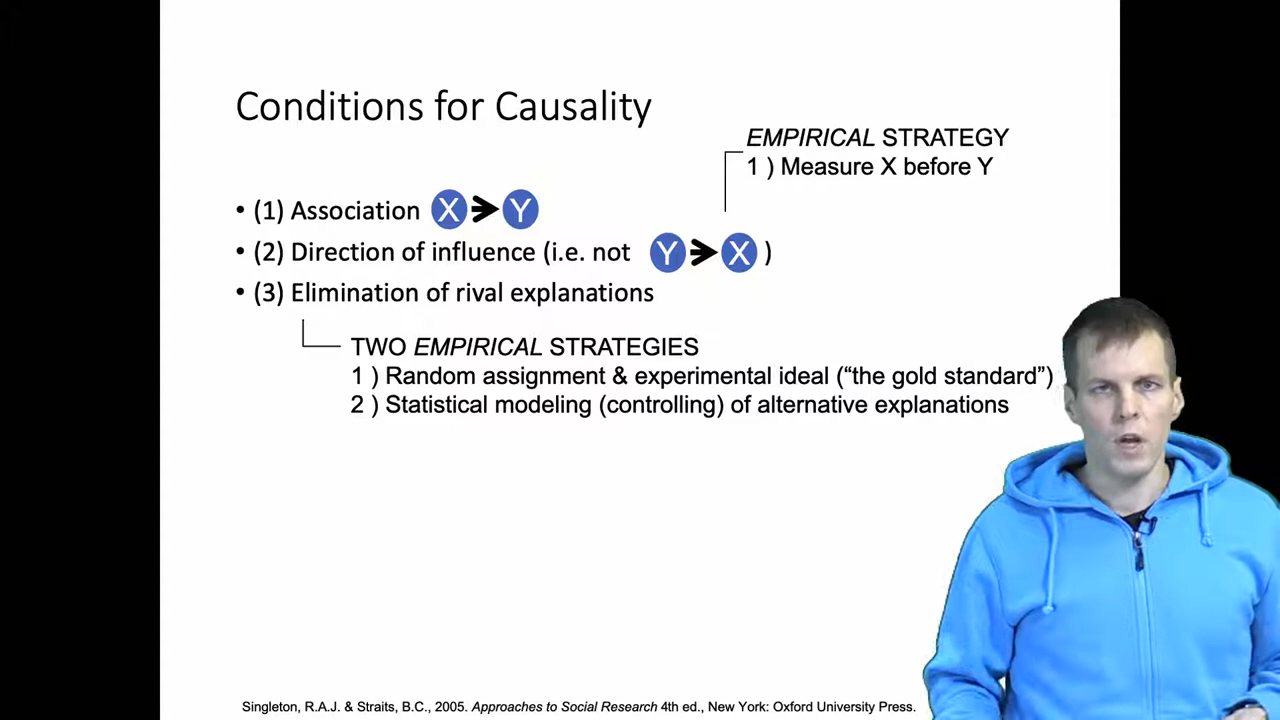 Conditions for Causality
EMPIRICAL STRATEGY
1 ) Measure X before Y
• (1) Association X Y
• (2) Direction of influence (i.e. not Y X )
• (3) Elimination of rival explanations
TWO EMPIRICAL STRATEGIES
1 ) Random assignment & experimental ideal (“the gold standard”)
2 ) Statistical modeling (controlling) of alternative explanations
Singleton, R.A.J. & Straits, B.C., 2005. Approaches to Social Research 4th ed., New York: Oxford University Press.